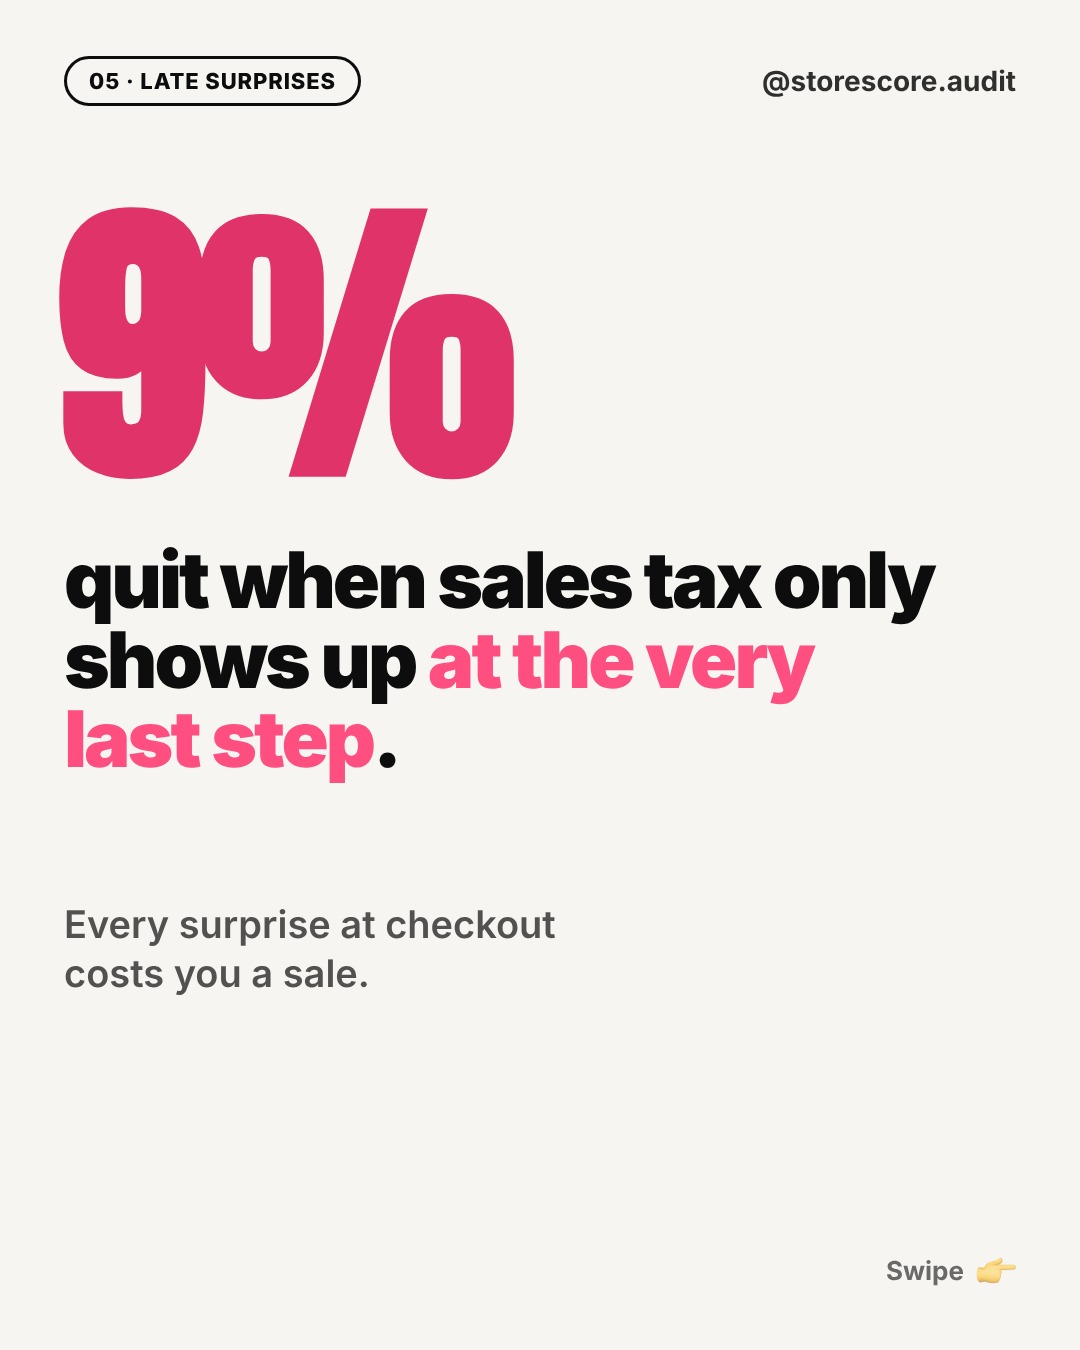 05 · LATE SURPRISES
@storescore.audit
9%
quit when sales tax only
shows up at the very
last step.
Every surprise at checkout
costs you a sale.
Swipe 👉